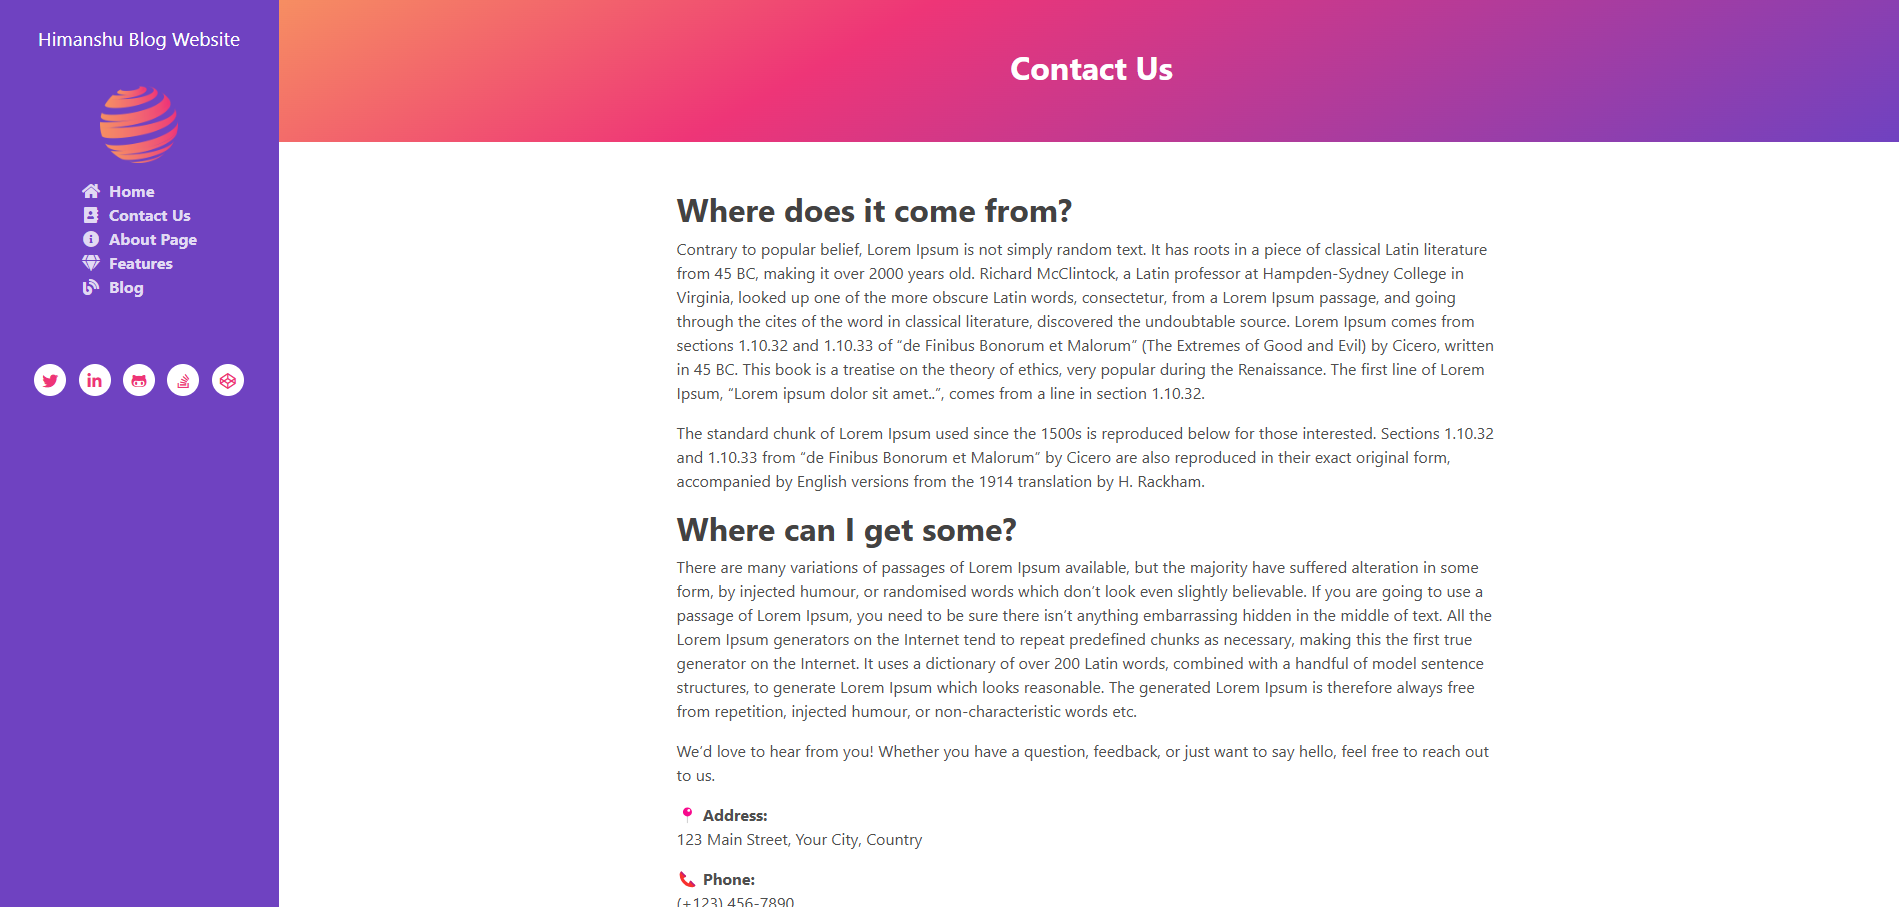 Himanshu Blog Website
Home
Contact Us
About Page
Features
Blog
Contact Us
Where does it come from?
Contrary to popular belief, Lorem Ipsum is not simply random text. It has roots in a piece of classical Latin literature
from 45 BC, making it over 2000 years old. Richard McClintock, a Latin professor at Hampden-Sydney College in
Virginia, looked up one of the more obscure Latin words, consectetur, from a Lorem Ipsum passage, and going
through the cites of the word in classical literature, discovered the undoubtable source. Lorem Ipsum comes from
sections 1.10.32 and 1.10.33 of “de Finibus Bonorum et Malorum” (The Extremes of Good and Evil) by Cicero, written
in 45 BC. This book is a treatise on the theory of ethics, very popular during the Renaissance. The first line of Lorem
Ipsum, “Lorem ipsum dolor sit amet..”, comes from a line in section 1.10.32.
The standard chunk of Lorem Ipsum used since the 1500s is reproduced below for those interested. Sections 1.10.32
and 1.10.33 from “de Finibus Bonorum et Malorum” by Cicero are also reproduced in their exact original form,
accompanied by English versions from the 1914 translation by H. Rackham.
Where can I get some?
There are many variations of passages of Lorem Ipsum available, but the majority have suffered alteration in some
form, by injected humour, or randomised words which don’t look even slightly believable. If you are going to use a
passage of Lorem Ipsum, you need to be sure there isn’t anything embarrassing hidden in the middle of text. All the
Lorem Ipsum generators on the Internet tend to repeat predefined chunks as necessary, making this the first true
generator on the Internet. It uses a dictionary of over 200 Latin words, combined with a handful of model sentence
structures, to generate Lorem Ipsum which looks reasonable. The generated Lorem Ipsum is therefore always free
from repetition, injected humour, or non-characteristic words etc.
We’d love to hear from you! Whether you have a question, feedback, or just want to say hello, feel free to reach out
to us.
Address:
123 Main Street, Your City, Country
Phone:
(+123) 456-7890